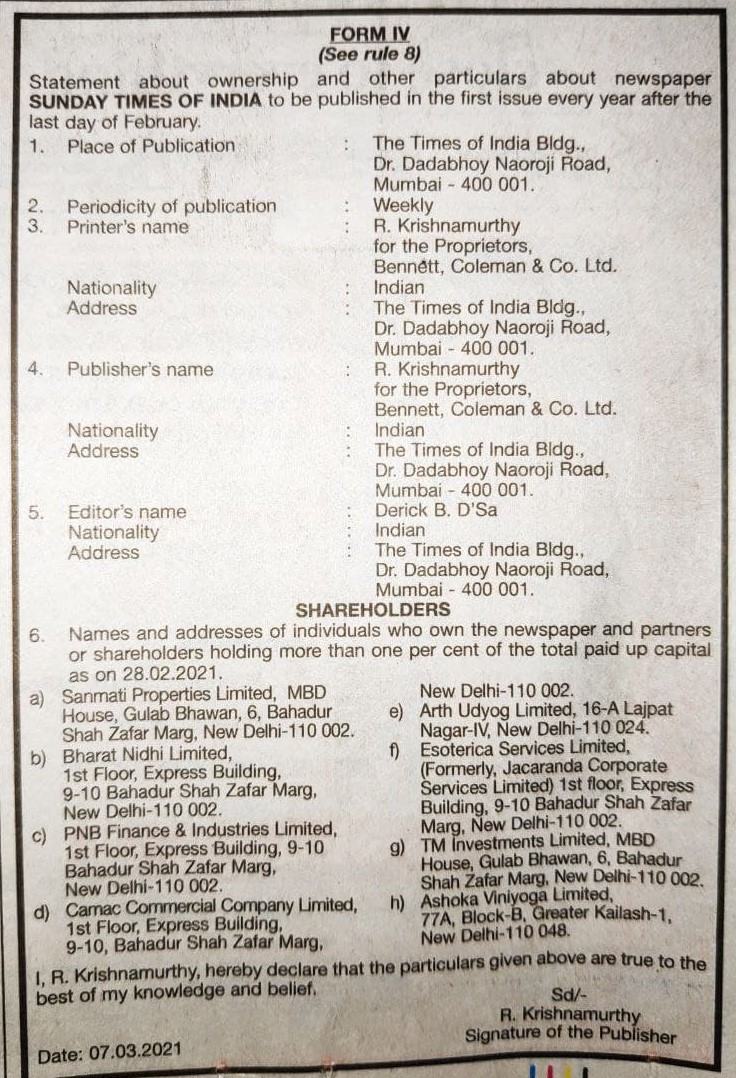 FORM IV
(See rule 8)
Statement about ownership and other particulars about newspaper
SUNDAY TIMES OF INDIA to be published in the first issue every year after the
last day of February.
1. Place of Publication : The Times of India Bldg.,
Dr. Dadabhoy Naoroji Road,
Mumbai - 400 001.
2. Periodicity of publication : Weekly
3. Printer's name : R. Krishnamurthy
for the Proprietors,
Bennett, Coleman & Co. Ltd.
Nationality : Indian
Address : The Times of India Bldg.,
Dr. Dadabhoy Naoroji Road,
Mumbai - 400 001.
4. Publisher's name : R. Krishnamurthy
for the Proprietors,
Bennett, Coleman & Co. Ltd.
Nationality : Indian
Address : The Times of India Bldg.,
Dr. Dadabhoy Naoroji Road,
Mumbai - 400 001.
5. Editor's name : Derick B. D'Sa
Nationality : Indian
Address : The Times of India Bldg.,
Dr. Dadabhoy Naoroji Road,
Mumbai - 400 001.
SHAREHOLDERS
6. Names and addresses of individuals who own the newspaper and partners
or shareholders holding more than one per cent of the total paid up capital
as on 28.02.2021.
a) Sanmati Properties Limited, MBD
House, Gulab Bhawan, 6, Bahadur
Shah Zafar Marg, New Delhi-110 002.
b) Bharat Nidhi Limited,
1st Floor, Express Building,
9-10 Bahadur Shah Zafar Marg,
New Delhi-110 002.
c) PNB Finance & Industries Limited,
1st Floor, Express Building, 9-10
Bahadur Shah Zafar Marg,
New Delhi-110 002.
d) Camac Commercial Company Limited,
1st Floor, Express Building,
9-10, Bahadur Shah Zafar Marg,
New Delhi-110 002.
e) Arth Udyog Limited, 16-A Lajpat
Nagar-IV, New Delhi-110 024.
f) Esoterica Services Limited,
(Formerly, Jacaranda Corporate
Services Limited) 1st floor, Express
Building, 9-10 Bahadur Shah Zafar
Marg, New Delhi-110 002.
g) TM Investments Limited, MBD
House, Gulab Bhawan, 6, Bahadur
Shah Zafar Marg, New Delhi-110 002.
h) Ashoka Viniyoga Limited,
77A, Block-B, Greater Kailash-1,
New Delhi-110 048.
I, R. Krishnamurthy, hereby declare that the particulars given above are true to the
best of my knowledge and belief.
Sd/-
R. Krishnamurthy
Signature of the Publisher
Date: 07.03.2021